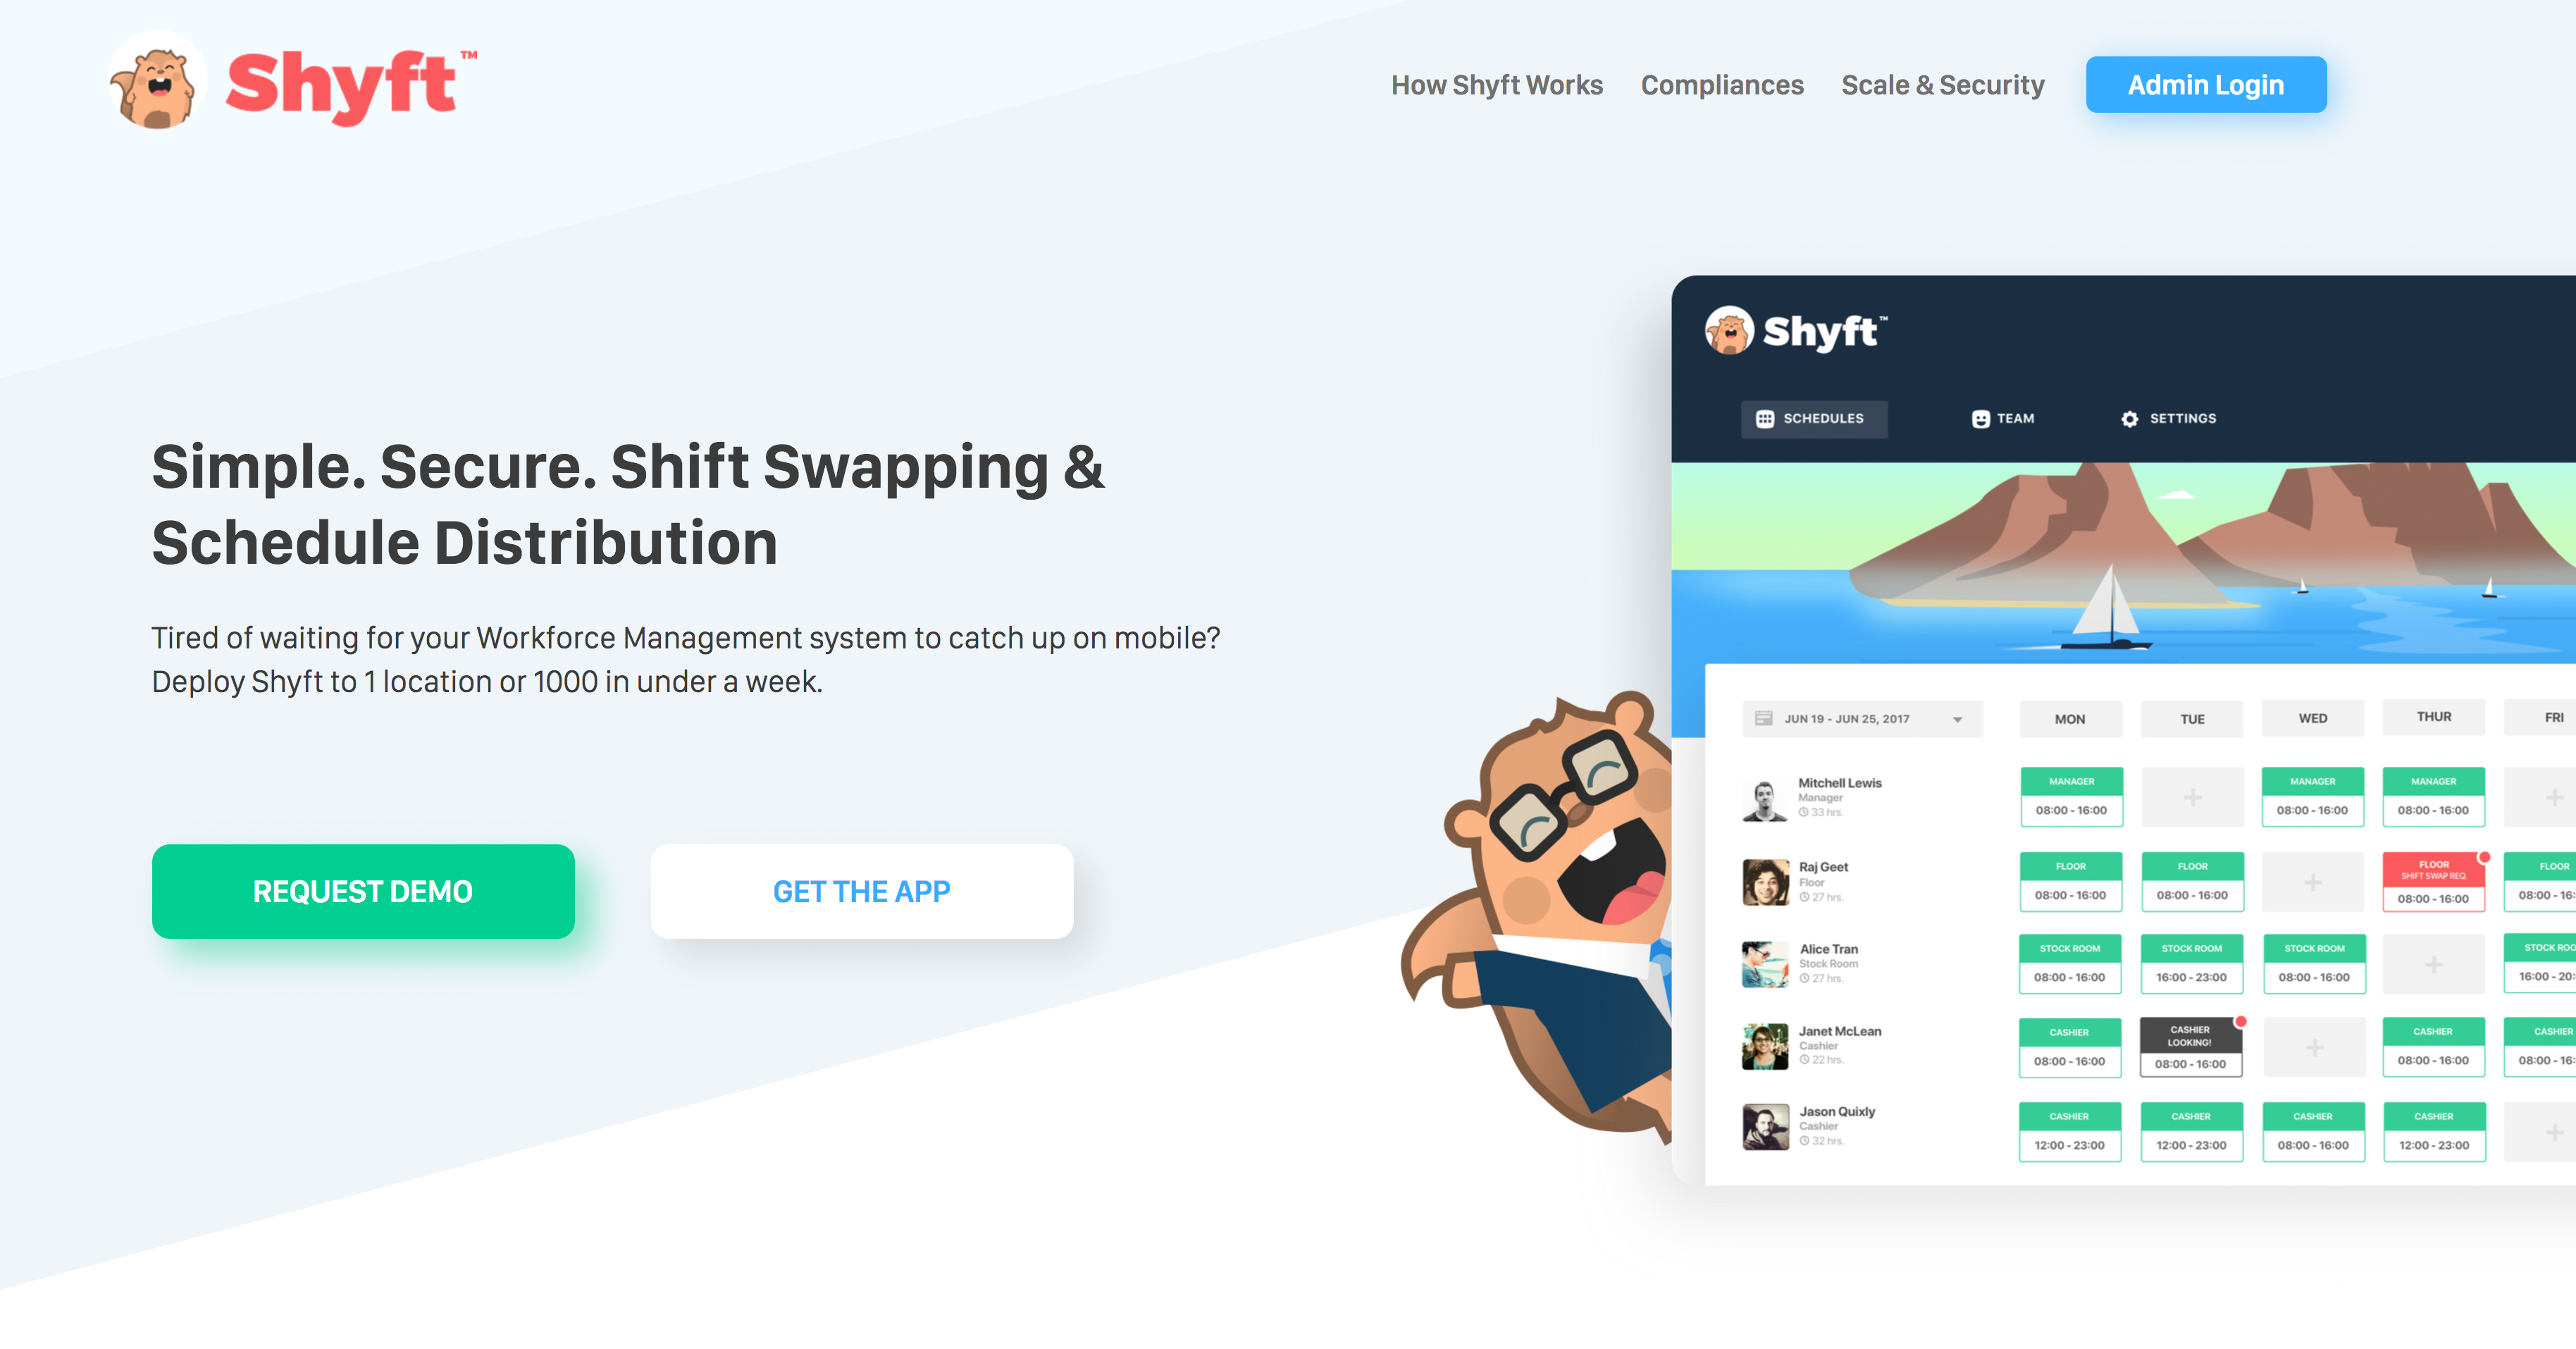 Shyft™
How Shyft Works Compliances Scale & Security Admin Login
Simple. Secure. Shift Swapping &
Schedule Distribution
Tired of waiting for your Workforce Management system to catch up on mobile?
Deploy Shyft to 1 location or 1000 in under a week.
REQUEST DEMO GET THE APP
Shyft™
SCHEDULES TEAM SETTINGS
JUN 19 - JUN 25, 2017 MON TUE WED THUR FRI
Mitchell Lewis
Manager
33 hrs.
MANAGER MANAGER MANAGER
08:00 - 16:00 08:00 - 16:00 08:00 - 16:00
Raj Geet
Floor
27 hrs.
FLOOR FLOOR FLOOR FLOOR
SHIFT SWAP REQ.
08:00 - 16:00 08:00 - 16:00 08:00 - 16:00 08:00 - 16:
Alice Tran
Stock Room
27 hrs.
STOCK ROOM STOCK ROOM STOCK ROOM STOCK ROO
08:00 - 16:00 16:00 - 23:00 08:00 - 16:00 16:00 - 20:
Janet McLean
Cashier
22 hrs.
CASHIER CASHIER CASHIER CASHIER
LOOKING!
08:00 - 16:00 08:00 - 16:00 08:00 - 16:00 08:00 - 16:
Jason Quixly
Cashier
32 hrs.
CASHIER CASHIER CASHIER CASHIER
12:00 - 23:00 12:00 - 23:00 08:00 - 16:00 12:00 - 23:00